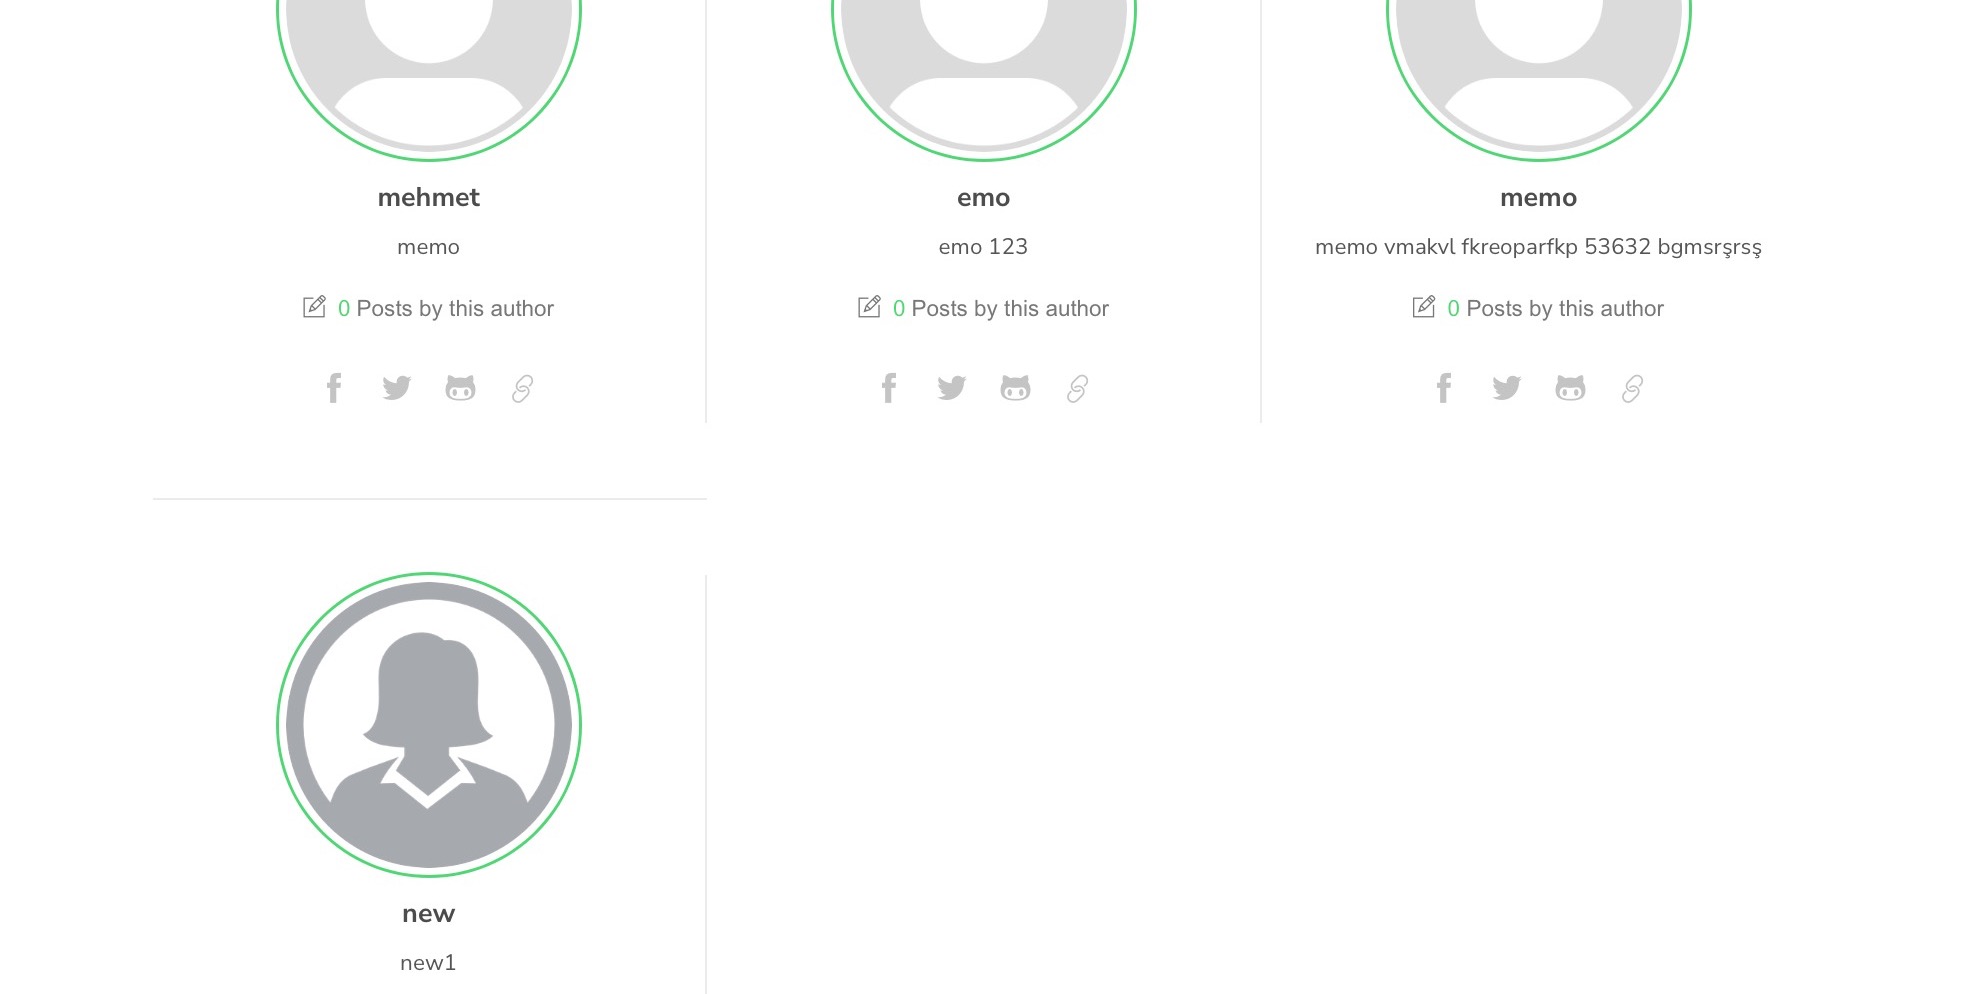 mehmet
memo
0 Posts by this author
emo
emo 123
0 Posts by this author
memo
memo vmakvl fkreoparfkp 53632 bgmsrşrsş
0 Posts by this author
new
new1